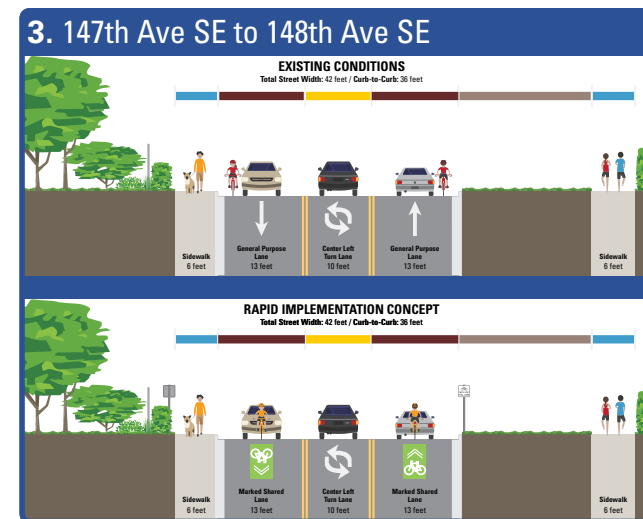 3. 147th Ave SE to 148th Ave SE
EXISTING CONDITIONS
Total Street Width: 42 feet / Curb-to-Curb: 36 feet
Sidewalk
6 feet
General Purpose
Lane
13 feet
Center Left
Turn Lane
10 feet
General Purpose
Lane
13 feet
Sidewalk
6 feet
RAPID IMPLEMENTATION CONCEPT
Total Street Width: 42 feet / Curb-to-Curb: 36 feet
Sidewalk
6 feet
Marked Shared
Lane
13 feet
Center Left
Turn Lane
10 feet
Marked Shared
Lane
13 feet
Sidewalk
6 feet